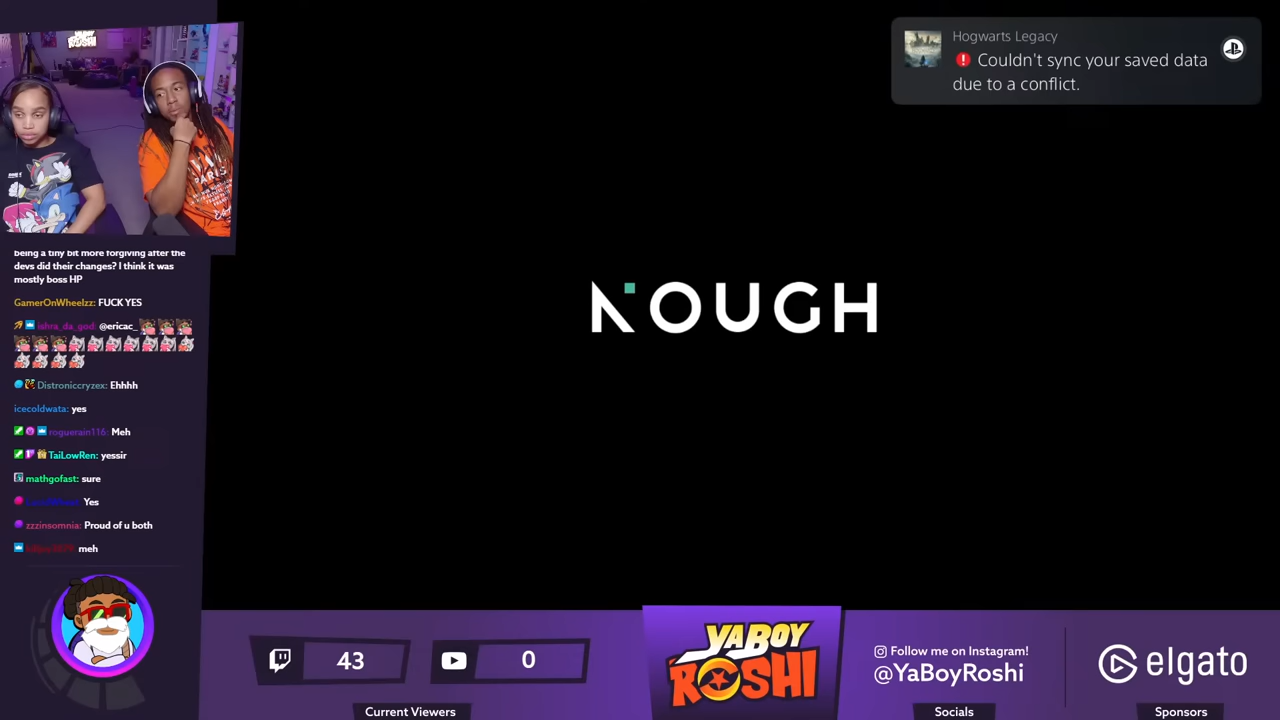 Hogwarts Legacy
Couldn't sync your saved data
due to a conflict.
NOUGH
being a tiny bit more forgiving after the
devs did their changes? I think it was
mostly boss HP
GamerOnWheelzz: FUCK YES
iahra_da_god: @ericac_
Distroniccryzex: Ehhhh
icecoldwata: yes
roguerain116: Meh
TaiLowRen: yessir
mathgofast: sure
Yes
zzzinsomnia: Proud of u both
meh
43
0
Current Viewers
YABOY
ROSHI
Follow me on Instagram!
@YaBoyRoshi
Socials
elgato
Sponsors